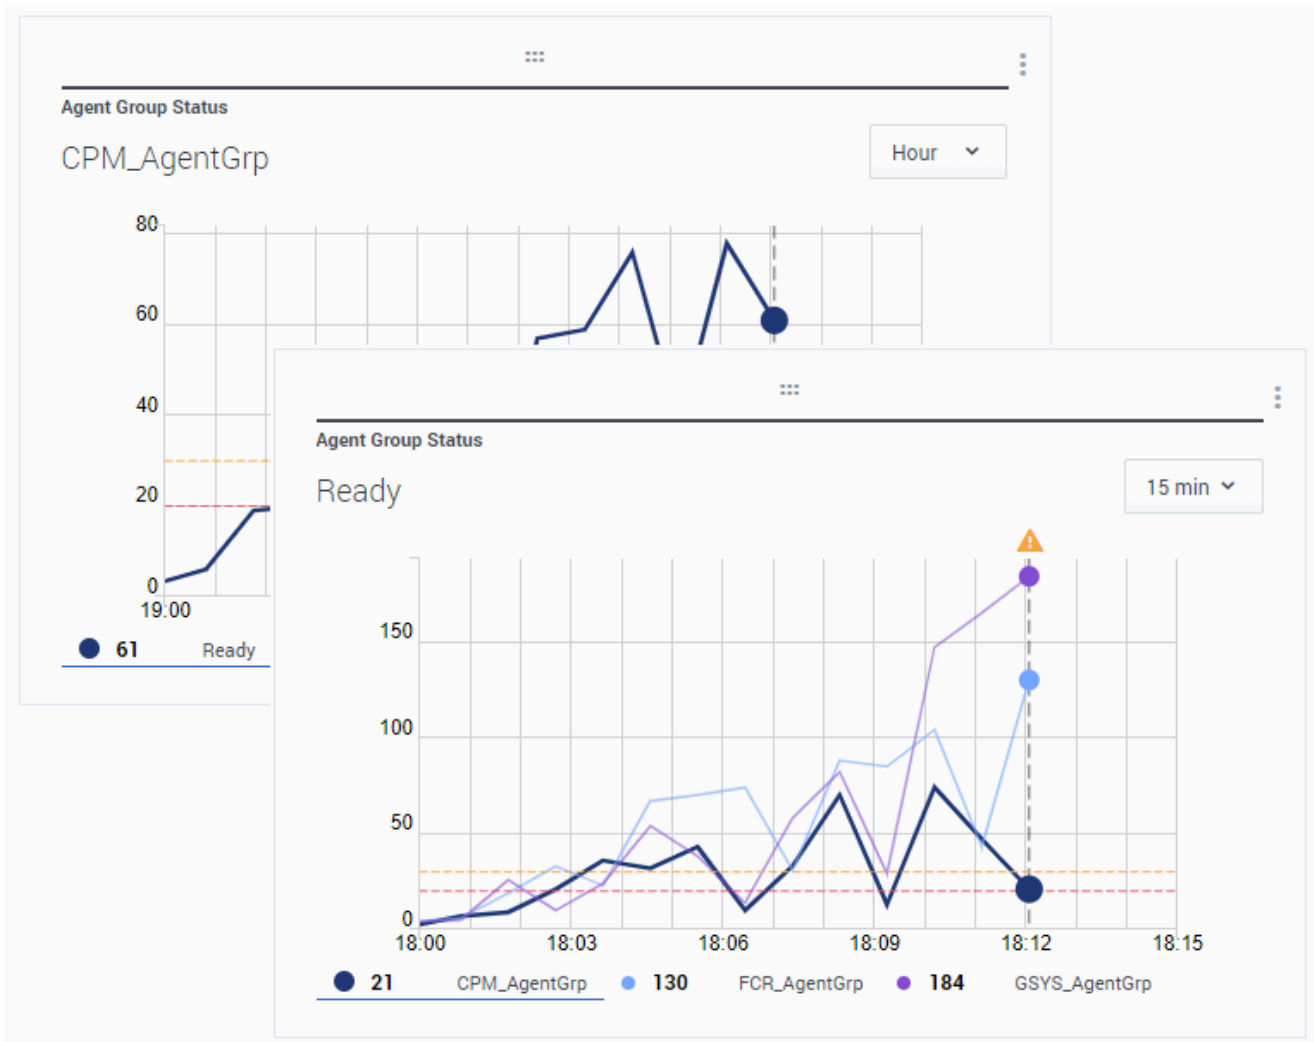 Agent Group Status
CPM_AgentGrp
Hour
80
60
40
20
0
19:00
61 Ready
Agent Group Status
Ready
15 min
150
100
50
0
18:00 18:03 18:06 18:09 18:12 18:15
21 CPM_AgentGrp 130 FCR_AgentGrp 184 GSYS_AgentGrp